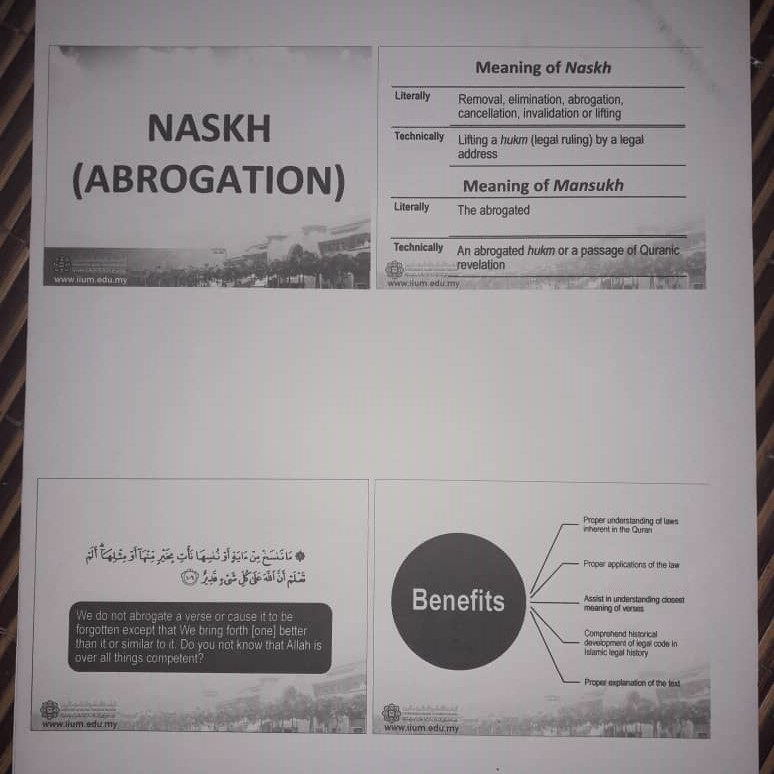 NASKH
(ABROGATION)
www.iium.edu.my
Meaning of Naskh
Literally
Removal, elimination, abrogation,
cancellation, invalidation or lifting
Technically
Lifting a hukm (legal ruling) by a legal
address
Meaning of Mansukh
Literally
The abrogated
Technically
An abrogated hukm or a passage of Quranic
revelation
www.iium.edu.my
۞ مَا نَنسَخْ مِنْ ءَايَةٍ أَوْ نُنسِهَا نَأْتِ بِخَيْرٍ مِّنْهَآ أَوْ مِثْلِهَآ ۗ أَلَمْ
تَعْلَمْ أَنَّ ٱللَّهَ عَلَىٰ كُلِّ شَىْءٍ قَدِيرٌ ﴿١٠٦﴾
We do not abrogate a verse or cause it to be
forgotten except that We bring forth [one] better
than it or similar to it. Do you not know that Allah is
over all things competent?
www.iium.edu.my
Benefits
Proper understanding of laws
inherent in the Quran
Proper applications of the law
Assist in understanding closest
meaning of verses
Comprehend historical
development of legal code in
Islamic legal history
Proper explanation of the text
www.iium.edu.my